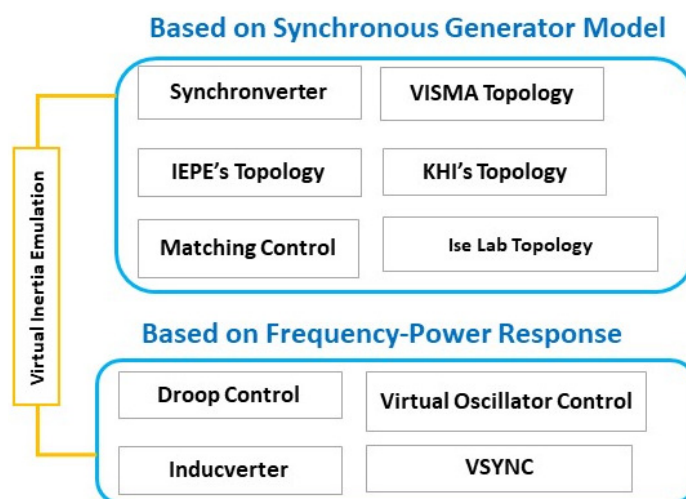 Based on Synchronous Generator Model
Synchronverter
VISMA Topology
IEPE's Topology
KHI's Topology
Matching Control
Ise Lab Topology
Virtual Inertia Emulation
Based on Frequency-Power Response
Droop Control
Virtual Oscillator Control
Inducverter
VSYNC